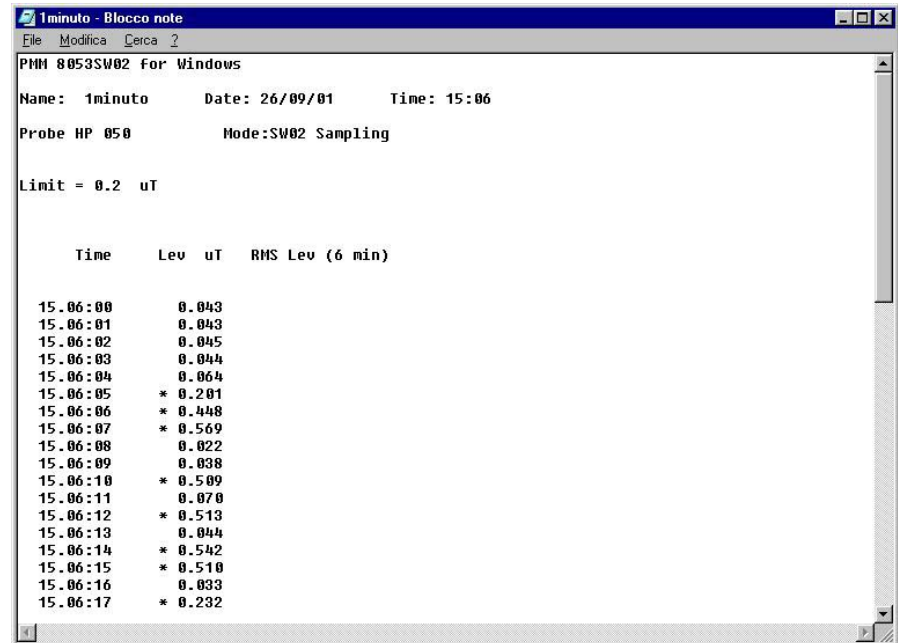 1minuto - Blocco note
File Modifica Cerca ?
PMM 8053SW02 for Windows
Name: 1minuto Date: 26/09/01 Time: 15:06
Probe HP 050 Mode:SW02 Sampling
Limit = 0.2 uT
Time Lev uT RMS Lev (6 min)
15.06:00 0.043
15.06:01 0.043
15.06:02 0.045
15.06:03 0.044
15.06:04 0.064
15.06:05 * 0.201
15.06:06 * 0.448
15.06:07 * 0.569
15.06:08 0.022
15.06:09 0.038
15.06:10 * 0.509
15.06:11 0.070
15.06:12 * 0.513
15.06:13 0.044
15.06:14 * 0.542
15.06:15 * 0.510
15.06:16 0.033
15.06:17 * 0.232